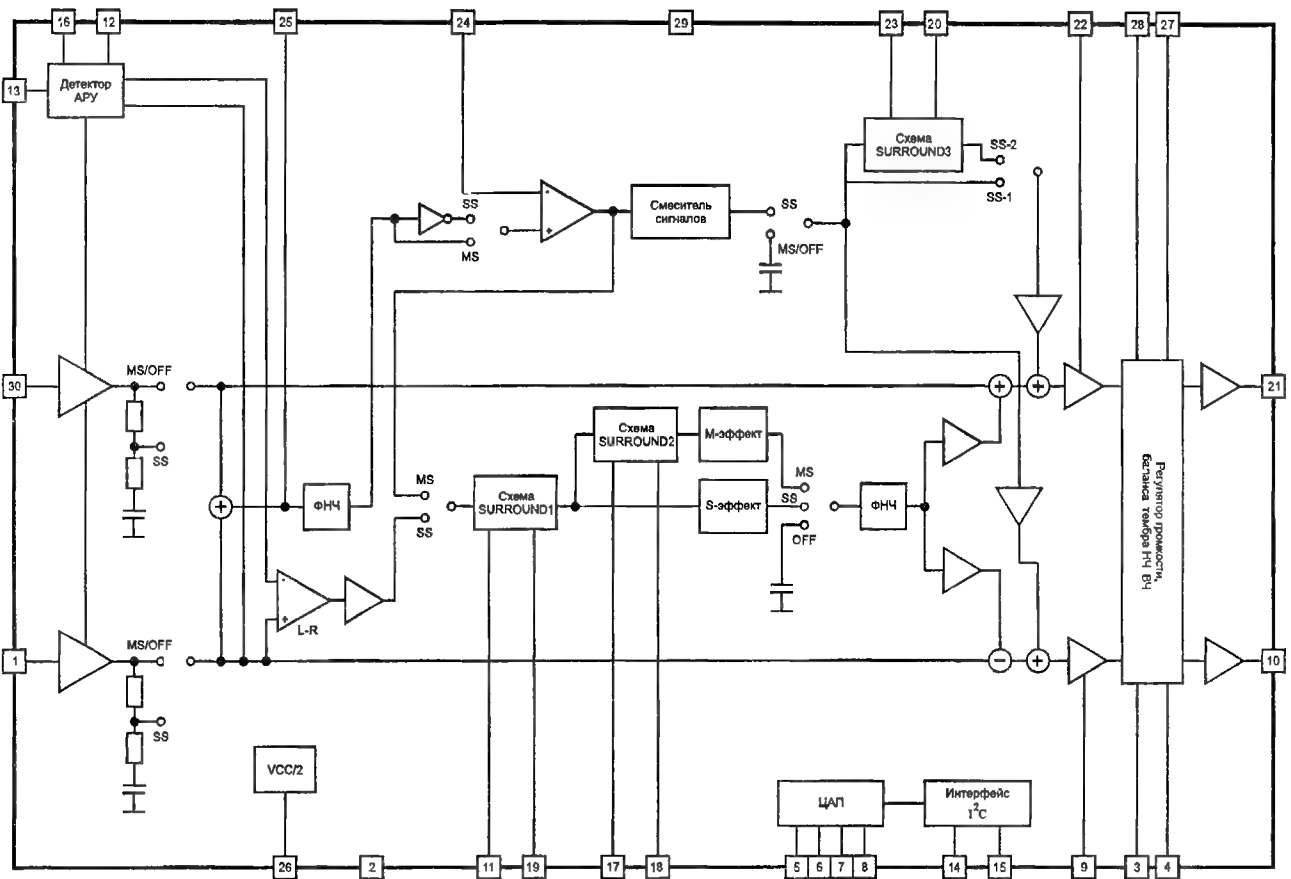 16
12
25
24
29
23
20
22
28
27
Детектор
АРУ
13
Схема
SURROUND3
SS-2
SS-1
SS
MS
Смеситель
сигналов
SS
MS/OFF
30
MS/OFF
SS
21
Схема
SURROUND2
М-эффект
MS
SS
OFF
ФНЧ
MS
SS
Схема
SURROUND1
S-эффект
ФНЧ
Регулятор громкости,
баланса тембра НЧ ВЧ
L-R
1
MS/OFF
SS
10
VCC/2
ЦАП
Интерфейс
I²C
26
2
11
19
17
18
5
6
7
8
14
15
9
3
4